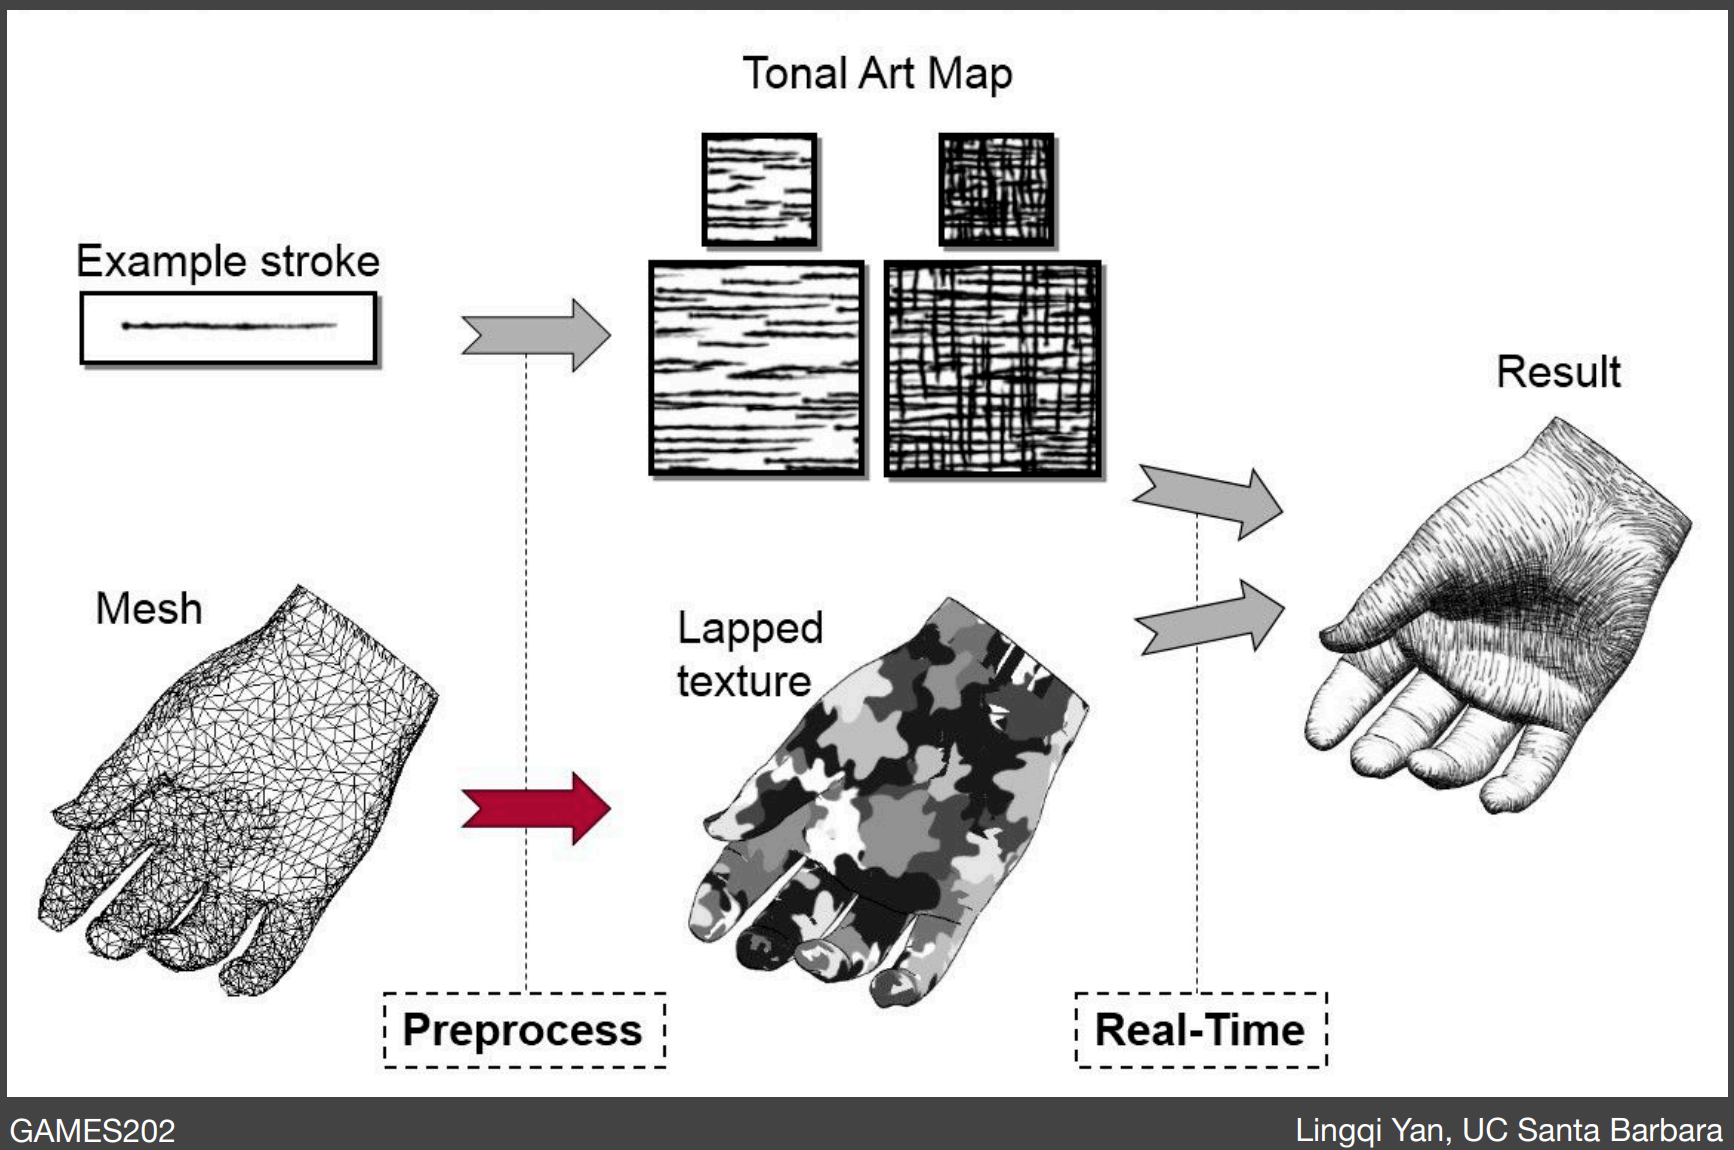 Tonal Art Map
Example stroke
Result
Mesh
Lapped
texture
Preprocess
Real-Time
GAMES202
Lingqi Yan, UC Santa Barbara